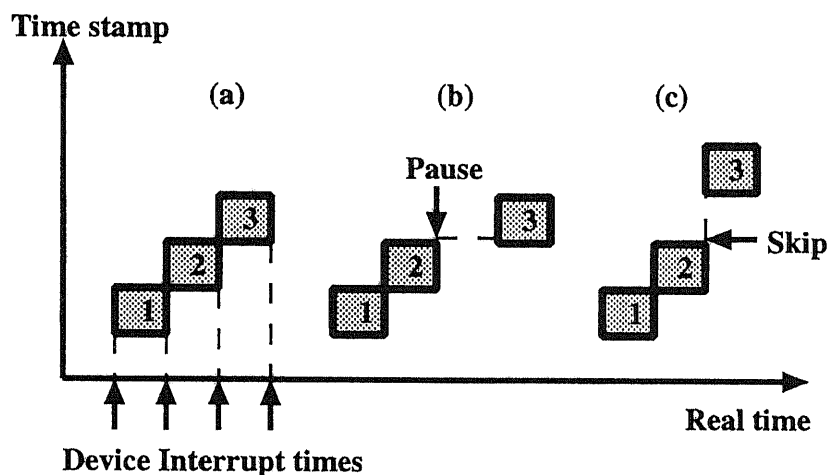 Time stamp
(a)
(b)
(c)
3
Pause
3
3
2
2
2
Skip
1
1
1
Real time
Device Interrupt times